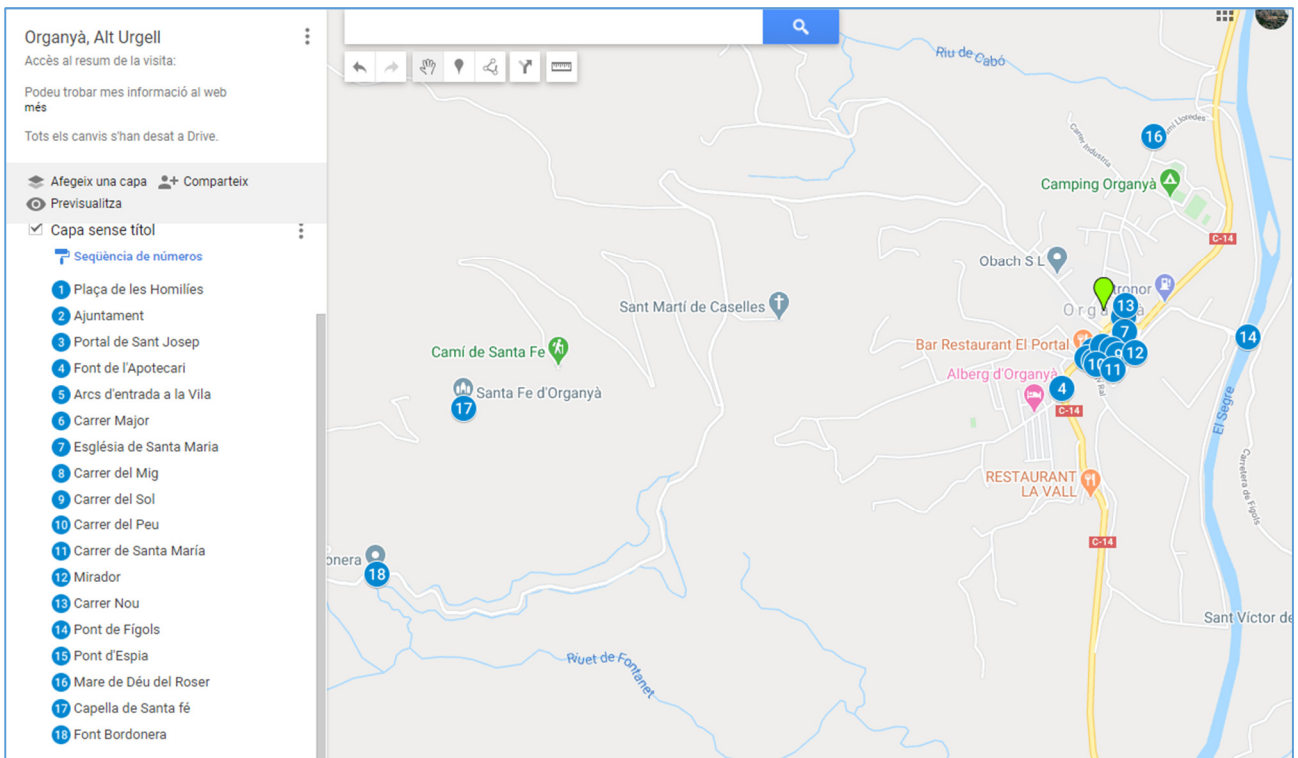 Organyà, Alt Urgell
Accès al resum de la visita:
Podeu trobar mes informació al web
més
Tots els canvis s'han desat a Drive.
Afegeix una capa
Comparteix
Previsualitza
Capa sense títol
Seqüència de números
1 Plaça de les Homilíes
2 Ajuntament
3 Portal de Sant Josep
4 Font de l'Apotecari
5 Arcs d'entrada a la Vila
6 Carrer Major
7 Església de Santa Maria
8 Carrer del Mig
9 Carrer del Sol
10 Carrer del Peu
11 Carrer de Santa María
12 Mirador
13 Carrer Nou
14 Pont de Fígols
15 Pont d'Espia
16 Mare de Déu del Roser
17 Capella de Santa fé
18 Font Bordonera
Riu de Cabó
16
Carrer Industria
Camping Organyà
C-14
Obach S L
Sant Martí de Caselles
13
7
14
Bar Restaurant El Portal
12
10
11
Camí de Santa Fe
Alberg d'Organyà
4
C-14
Santa Fe d'Organyà
17
El Segre
Carretera de Fígols
RESTAURANT
LA VALL
C-14
18
Sant Víctor de
Riuet de Fontanet